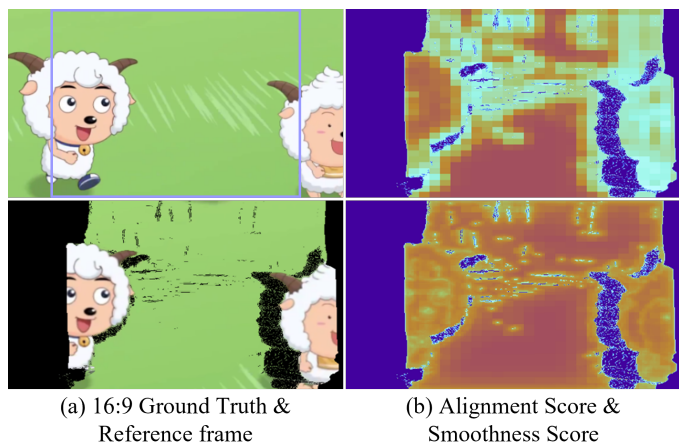 (a) 16:9 Ground Truth &
Reference frame
(b) Alignment Score &
Smoothness Score